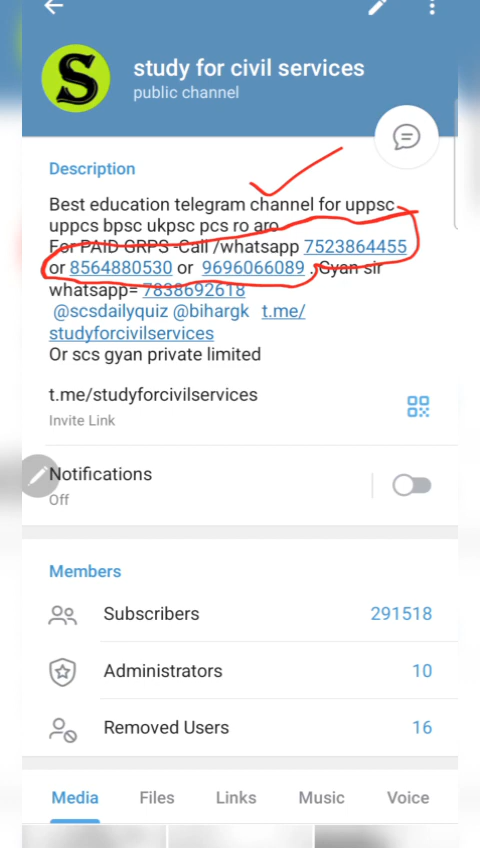 S
study for civil services
public channel
Description
Best education telegram channel for uppsc
uppcs bpsc ukpsc pcs ro aro
For PAID GRPS-Call /whatsapp 7523864455
or 8564880530 or 9696066089 . Gyan sir
whatsapp= 7838692618
@scsdailyquiz @bihargk t.me/
studyforcivilservices
Or scs gyan private limited
t.me/studyforcivilservices
Invite Link
Notifications
Off
Members
Subscribers 291518
Administrators 10
Removed Users 16
Media Files Links Music Voice